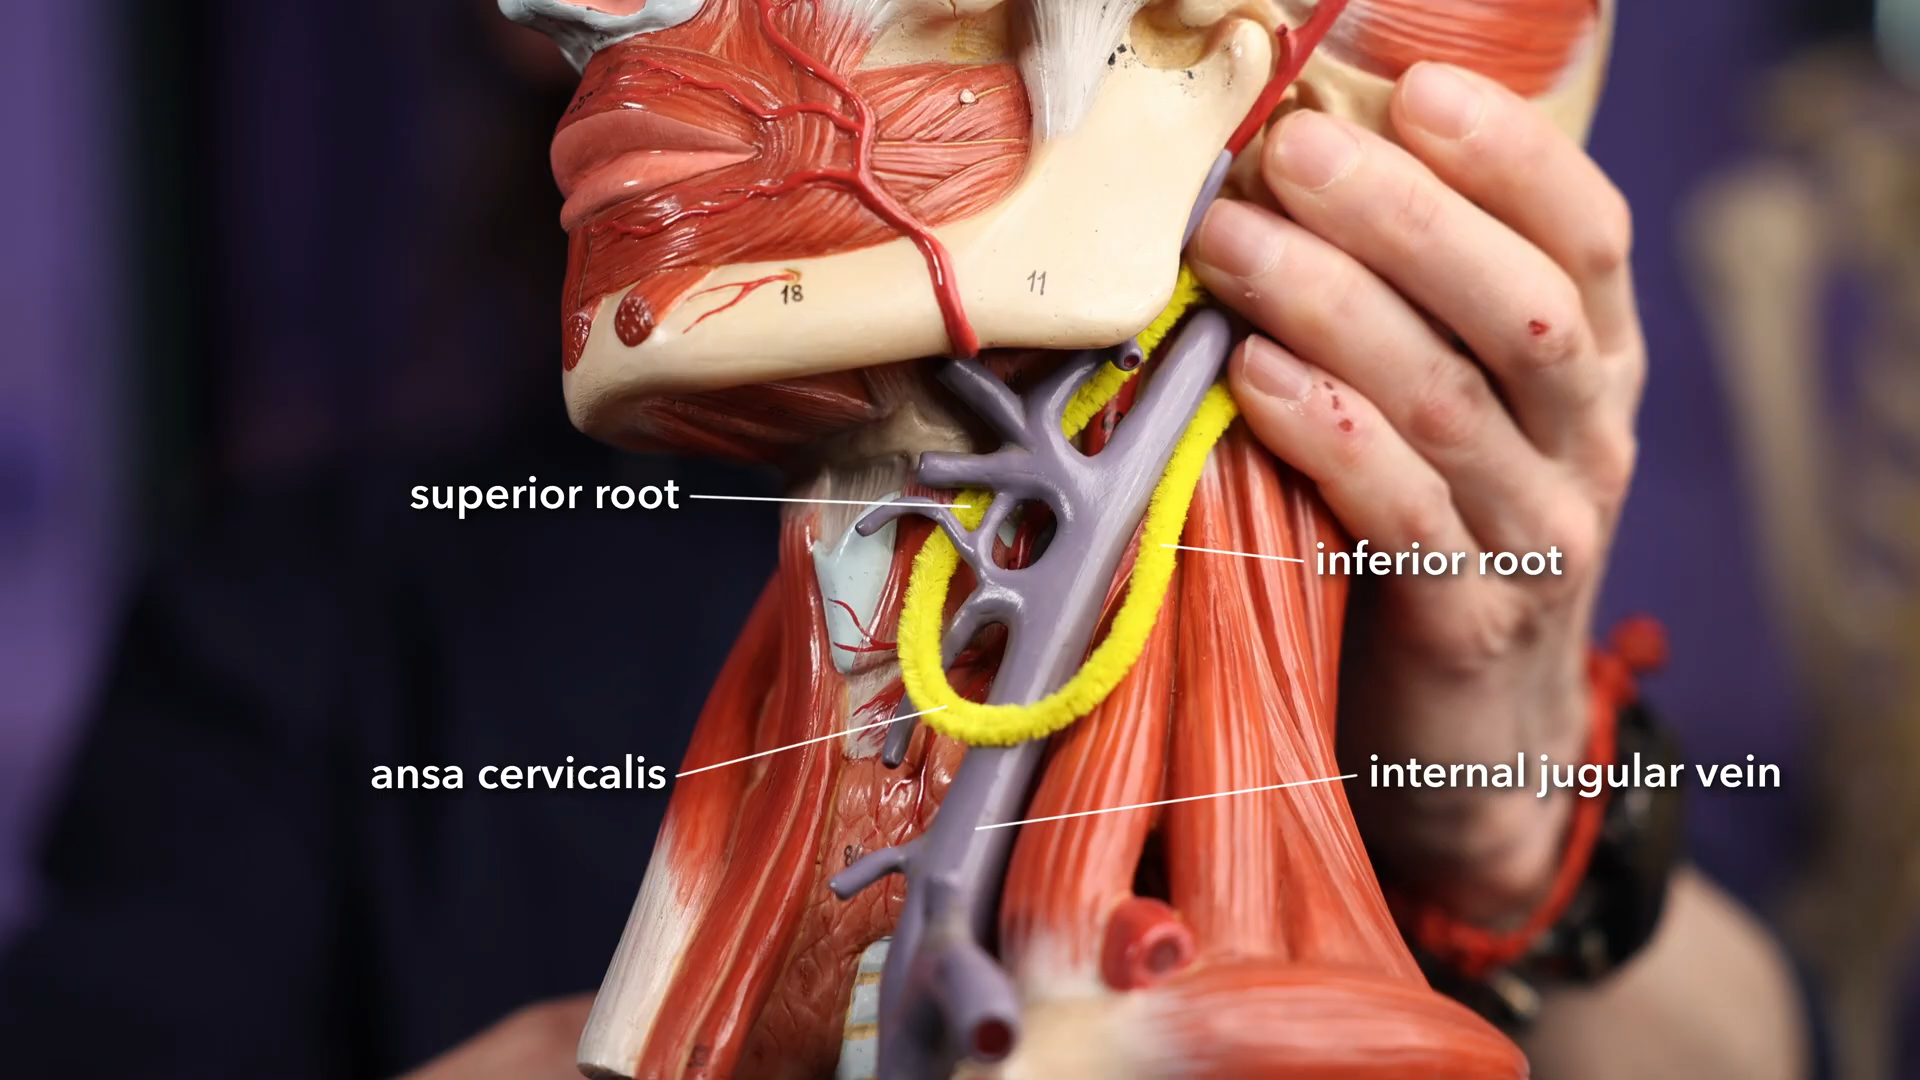 18
11
superior root
inferior root
ansa cervicalis
internal jugular vein